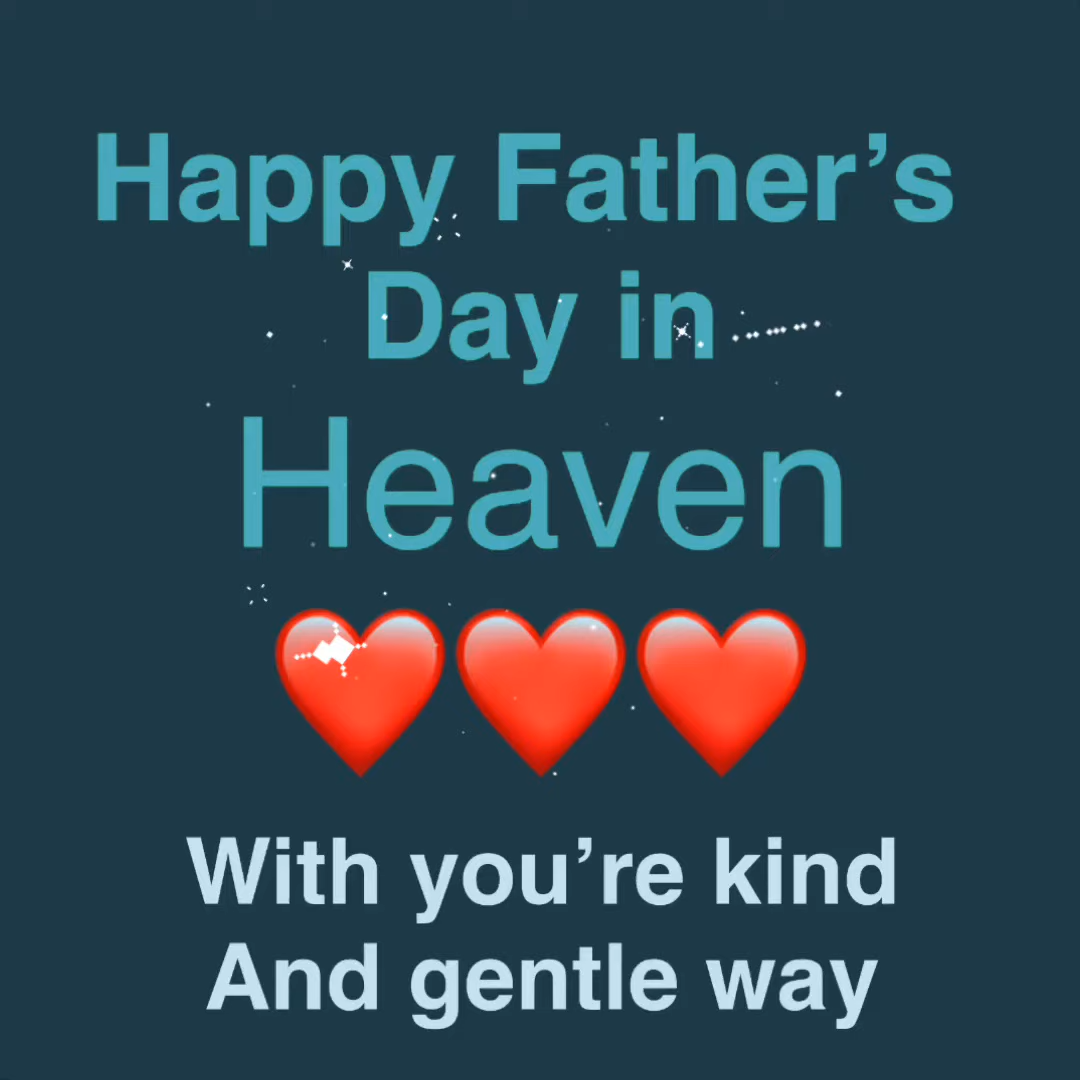 Happy Father’s
Day in
Heaven
With you’re kind
And gentle way